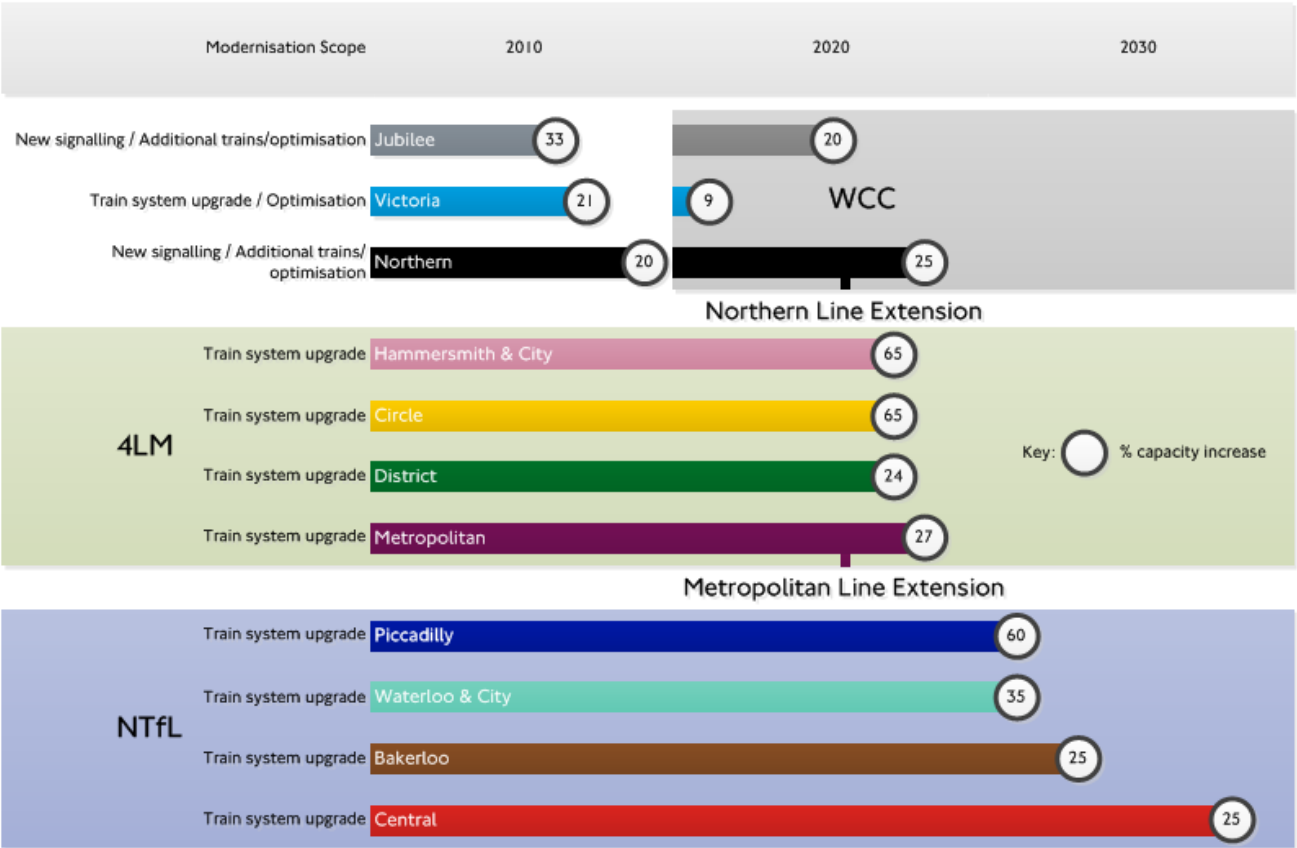 Modernisation Scope 2010 2020 2030
New signalling / Additional trains/optimisation Jubilee 33 20
Train system upgrade / Optimisation Victoria 21 9 WCC
New signalling / Additional trains/
optimisation Northern 20 25
Northern Line Extension
Train system upgrade Hammersmith & City 65
Train system upgrade Circle 65
4LM
Key: % capacity increase
Train system upgrade District 24
Train system upgrade Metropolitan 27
Metropolitan Line Extension
Train system upgrade Piccadilly 60
Train system upgrade Waterloo & City 35
NTfL
Train system upgrade Bakerloo 25
Train system upgrade Central 25